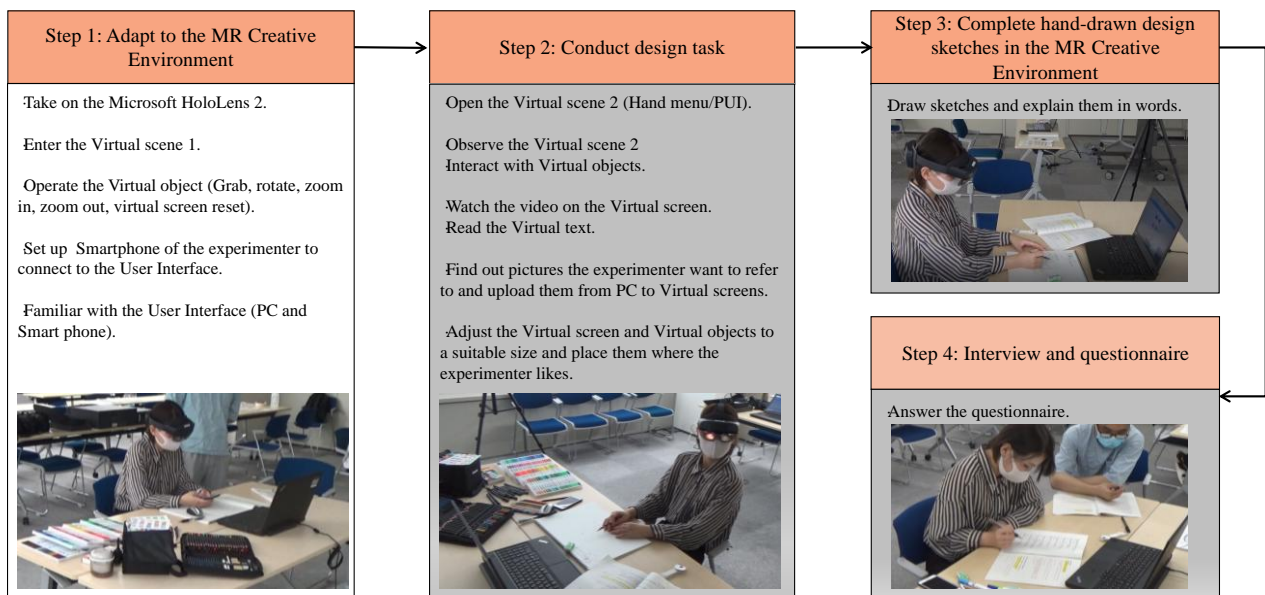 Step 1: Adapt to the MR Creative
Environment
·Take on the Microsoft HoloLens 2.
·Enter the Virtual scene 1.
·Operate the Virtual object (Grab, rotate, zoom
in, zoom out, virtual screen reset).
·Set up  Smartphone of the experimenter to
connect to the User Interface.
·Familiar with the User Interface (PC and
Smart phone).
Step 2: Conduct design task
·Open the Virtual scene 2 (Hand menu/PUI).
·Observe the Virtual scene 2
·Interact with Virtual objects.
·Watch the video on the Virtual screen.
·Read the Virtual text.
·Find out pictures the experimenter want to refer
to and upload them from PC to Virtual screens.
·Adjust the Virtual screen and Virtual objects to
a suitable size and place them where the
experimenter likes.
Step 3: Complete hand-drawn design
sketches in the MR Creative
Environment
·Draw sketches and explain them in words.
Step 4: Interview and questionnaire
·Answer the questionnaire.